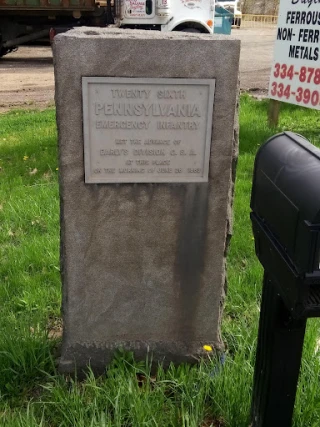 TWENTY SIXTH
PENNSYLVANIA
EMERGENCY INFANTRY
MET THE ADVANCE OF
EARLY'S DIVISION C. S. A.
AT THIS PLACE
ON THE MORNING OF JUNE 26 1863
FERROUS
NON-FERR
METALS
334-878
334-390